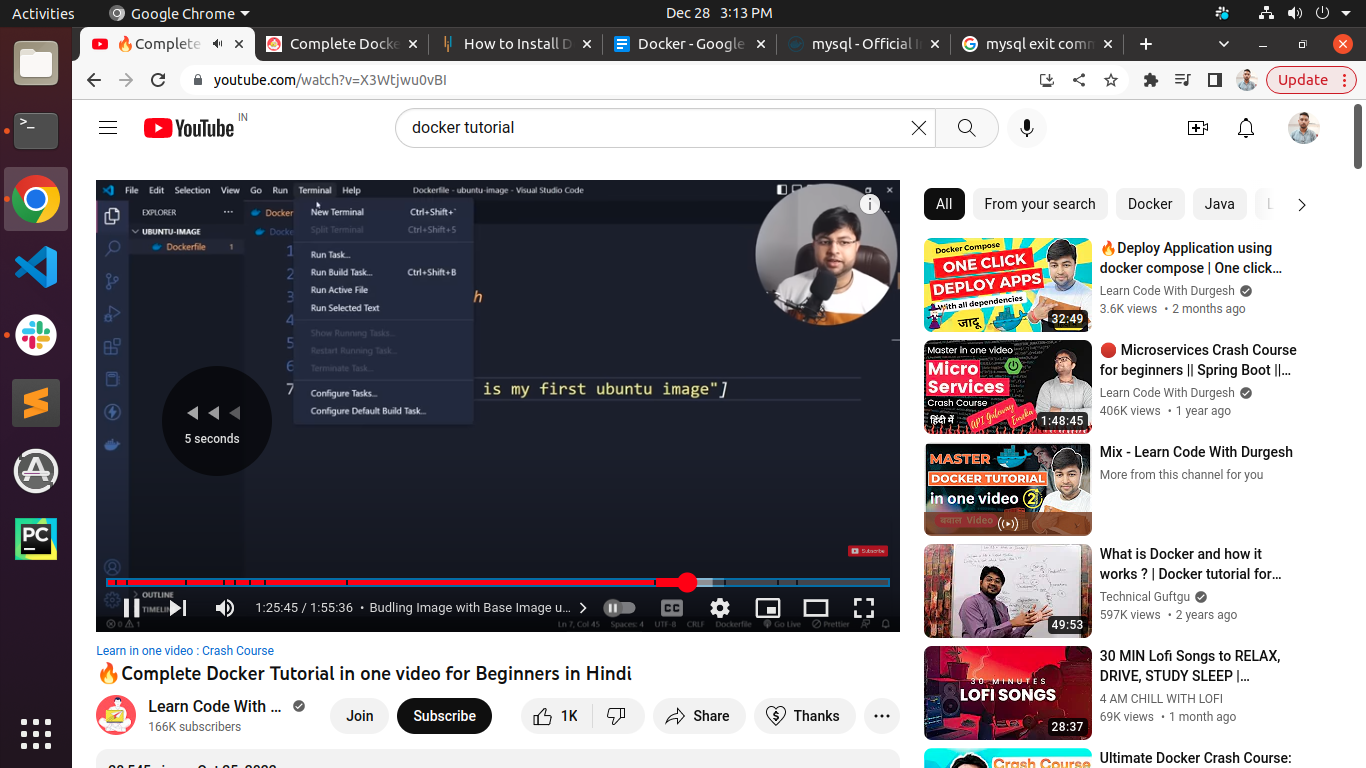 Activities
Google Chrome
Dec 28 3:13 PM
🔥Complete
Complete Docke
How to Install D
Docker - Google
mysql - Official I
mysql exit comm
youtube.com/watch?v=X3Wtjwu0vBI
Update
YouTube IN
docker tutorial
File Edit Selection View Go Run Terminal Help
Dockerfile - ubuntu-image - Visual Studio Code
EXPLORER
UBUNTU-IMAGE
Dockerfile 1
New Terminal Ctrl+Shift+`
Split Terminal Ctrl+Shift+5
Run Task...
Run Build Task... Ctrl+Shift+B
Run Active File
Run Selected Text
Show Running Tasks...
Restart Running Task...
Terminate Task...
Configure Tasks...
Configure Default Build Task...
1
2
3 h
4
5
6
7 is my first ubuntu image"]
5 seconds
Subscribe
OUTLINE
TIMELINE
1:25:45 / 1:55:36 • Budling Image with Base Image u...
CC
Ln 7, Col 45 Spaces: 4 UTF-8 CRLF Dockerfile Go Live Prettier
Learn in one video : Crash Course
🔥Complete Docker Tutorial in one video for Beginners in Hindi
Learn Code With ...
166K subscribers
Join
Subscribe
1K
Share
Thanks
All
From your search
Docker
Java
Docker Compose
ONE CLICK
DEPLOY APPS
With all dependencies
जादू
32:49
🔥Deploy Application using
docker compose | One click...
Learn Code With Durgesh
3.6K views • 2 months ago
Master in one video
Micro
Services
Crash Course
हिंदी में
API Gateway
Eureka
1:48:45
🔴 Microservices Crash Course
for beginners || Spring Boot ||...
Learn Code With Durgesh
406K views • 1 year ago
MASTER
DOCKER TUTORIAL
in one video 2
Video
Mix - Learn Code With Durgesh
More from this channel for you
49:53
What is Docker and how it
works ? | Docker tutorial for...
Technical Guftgu
597K views • 2 years ago
30 MINUTES
LOFI SONGS
28:37
30 MIN Lofi Songs to RELAX,
DRIVE, STUDY SLEEP |...
4 AM CHILL WITH LOFI
69K views • 1 month ago
Crash Course
Ultimate Docker Crash Course: